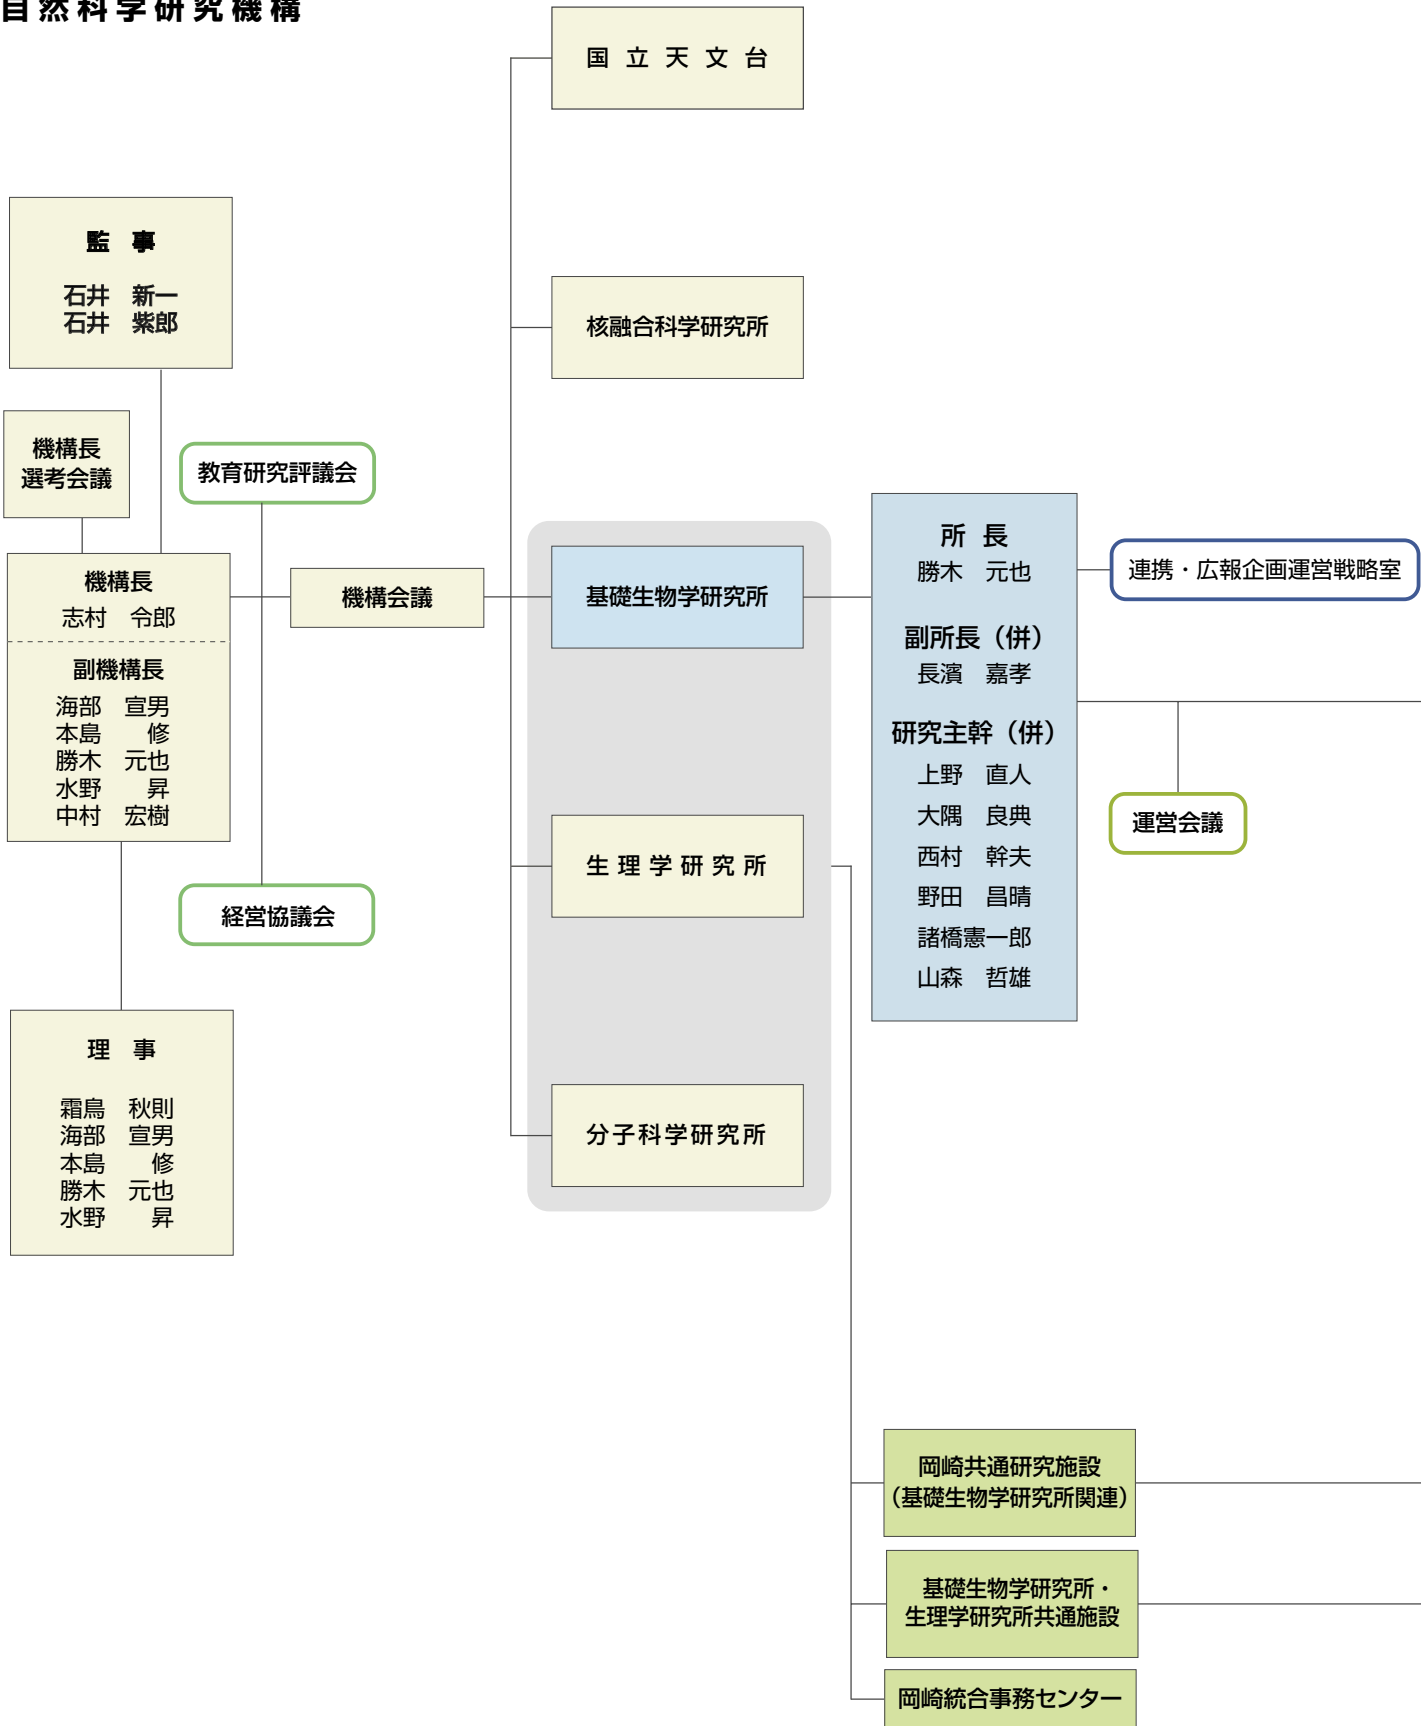 自然科学研究機構
国立天文台
監　事
石井　新一
石井　紫郎
核融合科学研究所
機構長
選考会議
教育研究評議会
機構長
志村　令郎
副機構長
海部　宣男
本島　　修
勝木　元也
水野　　昇
中村　宏樹
機構会議
基礎生物学研究所
所　長
勝木　元也
副所長（併）
長濱　嘉孝
研究主幹（併）
上野　直人
大隅　良典
西村　幹夫
野田　昌晴
諸橋憲一郎
山森　哲雄
連携・広報企画運営戦略室
運営会議
経営協議会
生理学研究所
理　事
霜鳥　秋則
海部　宣男
本島　　修
勝木　元也
水野　　昇
分子科学研究所
岡崎共通研究施設
（基礎生物学研究所関連）
基礎生物学研究所・
生理学研究所共通施設
岡崎統合事務センター